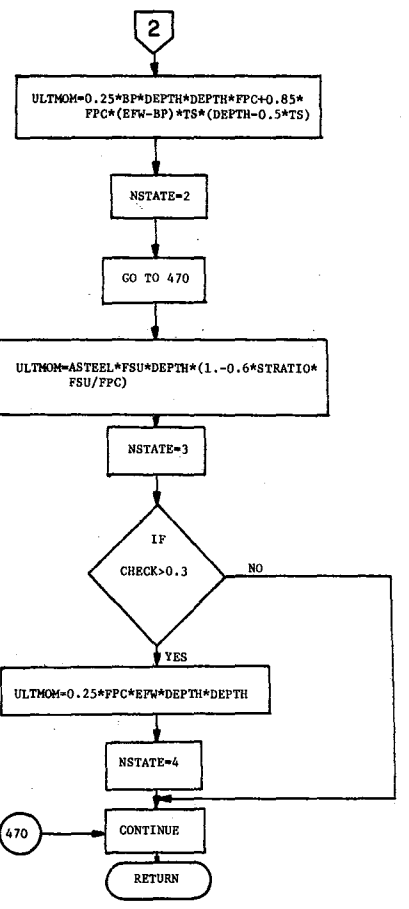 2
ULTMOM=0.25*BP*DEPTH*DEPTH*FPC+0.85*
FPC*(EFW-BP)*TS*(DEPTH-0.5*TS)
NSTATE=2
GO TO 470
ULTMOM=ASTEEL*FSU*DEPTH*(1.-0.6*STRATIO*
FSU/FPC)
NSTATE=3
IF
CHECK>0.3
NO
YES
ULTMOM=0.25*FPC*EFW*DEPTH*DEPTH
NSTATE=4
470
CONTINUE
RETURN